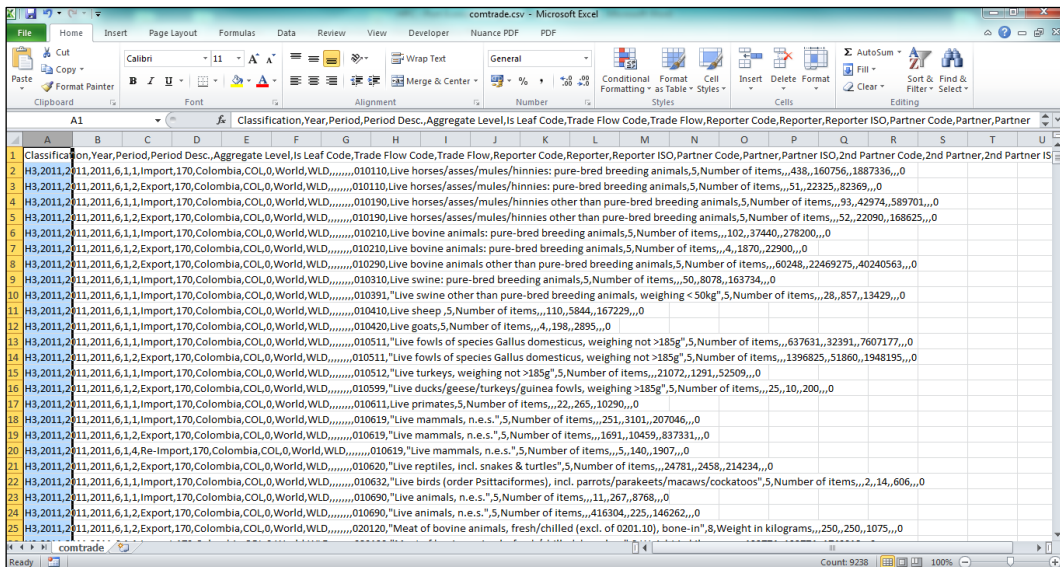 comtrade.csv - Microsoft Excel
File Home Insert Page Layout Formulas Data Review View Developer Nuance PDF PDF
Cut
Copy
Format Painter
Paste
Clipboard
Calibri 11
Font
Wrap Text
Merge & Center
Alignment
General
Number
Conditional Formatting
Format as Table
Cell Styles
Styles
Insert Delete Format
Cells
AutoSum
Fill
Clear
Sort & Filter
Find & Select
Editing
A1 fx Classification,Year,Period,Period Desc.,Aggregate Level,Is Leaf Code,Trade Flow Code,Trade Flow,Reporter Code,Reporter,Reporter ISO,Partner Code,Partner,Partner
A B C D E F G H I J K L M N O P Q R S T U
1 Classification,Year,Period,Period Desc.,Aggregate Level,Is Leaf Code,Trade Flow Code,Trade Flow,Reporter Code,Reporter,Reporter ISO,Partner Code,Partner,Partner ISO,2nd Partner Code,2nd Partner,2nd Partner IS
2 H3,2011,2011,2011,6,1,1,Import,170,Colombia,COL,0,World,WLD,,,,,,,,010110,Live horses/asses/mules/hinnies: pure-bred breeding animals,5,Number of items,,,438,,160756,,1887336,,,0
3 H3,2011,2011,2011,6,1,2,Export,170,Colombia,COL,0,World,WLD,,,,,,,,010110,Live horses/asses/mules/hinnies: pure-bred breeding animals,5,Number of items,,,51,,22325,,82369,,,0
4 H3,2011,2011,2011,6,1,1,Import,170,Colombia,COL,0,World,WLD,,,,,,,,010190,Live horses/asses/mules/hinnies other than pure-bred breeding animals,5,Number of items,,,93,,42974,,589701,,,0
5 H3,2011,2011,2011,6,1,2,Export,170,Colombia,COL,0,World,WLD,,,,,,,,010190,Live horses/asses/mules/hinnies other than pure-bred breeding animals,5,Number of items,,,52,,22090,,168625,,,0
6 H3,2011,2011,2011,6,1,1,Import,170,Colombia,COL,0,World,WLD,,,,,,,,010210,Live bovine animals: pure-bred breeding animals,5,Number of items,,,102,,37440,,278200,,,0
7 H3,2011,2011,2011,6,1,2,Export,170,Colombia,COL,0,World,WLD,,,,,,,,010210,Live bovine animals: pure-bred breeding animals,5,Number of items,,,4,,1870,,22900,,,0
8 H3,2011,2011,2011,6,1,2,Export,170,Colombia,COL,0,World,WLD,,,,,,,,010290,Live bovine animals other than pure-bred breeding animals,5,Number of items,,,60248,,22469275,,40240563,,,0
9 H3,2011,2011,2011,6,1,1,Import,170,Colombia,COL,0,World,WLD,,,,,,,,010310,Live swine: pure-bred breeding animals,5,Number of items,,,50,,8078,,163734,,,0
10 H3,2011,2011,2011,6,1,1,Import,170,Colombia,COL,0,World,WLD,,,,,,,,010391,"Live swine other than pure-bred breeding animals, weighing <50kg",5,Number of items,,,28,,857,,13429,,,0
11 H3,2011,2011,2011,6,1,1,Import,170,Colombia,COL,0,World,WLD,,,,,,,,010410,Live sheep ,5,Number of items,,,110,,5844,,167229,,,0
12 H3,2011,2011,2011,6,1,1,Import,170,Colombia,COL,0,World,WLD,,,,,,,,010420,Live goats,5,Number of items,,,4,,198,,2895,,,0
13 H3,2011,2011,2011,6,1,1,Import,170,Colombia,COL,0,World,WLD,,,,,,,,010511,"Live fowls of species Gallus domesticus, weighing not >185g",5,Number of items,,,637631,,32391,,7607177,,,0
14 H3,2011,2011,2011,6,1,2,Export,170,Colombia,COL,0,World,WLD,,,,,,,,010511,"Live fowls of species Gallus domesticus, weighing not >185g",5,Number of items,,,1396825,,51860,,1948195,,,0
15 H3,2011,2011,2011,6,1,1,Import,170,Colombia,COL,0,World,WLD,,,,,,,,010512,"Live turkeys, weighing not >185g",5,Number of items,,,21072,,1291,,52509,,,0
16 H3,2011,2011,2011,6,1,2,Export,170,Colombia,COL,0,World,WLD,,,,,,,,010599,"Live ducks/geese/turkeys/guinea fowls, weighing >185g",5,Number of items,,,25,,10,,200,,,0
17 H3,2011,2011,2011,6,1,1,Import,170,Colombia,COL,0,World,WLD,,,,,,,,010611,Live primates,5,Number of items,,,22,,265,,10290,,,0
18 H3,2011,2011,2011,6,1,1,Import,170,Colombia,COL,0,World,WLD,,,,,,,,010619,"Live mammals, n.e.s.",5,Number of items,,,251,,3101,,207046,,,0
19 H3,2011,2011,2011,6,1,2,Export,170,Colombia,COL,0,World,WLD,,,,,,,,010619,"Live mammals, n.e.s.",5,Number of items,,,1691,,10459,,837331,,,0
20 H3,2011,2011,2011,6,1,4,Re-Import,170,Colombia,COL,0,World,WLD,,,,,,,,010619,"Live mammals, n.e.s.",5,Number of items,,,5,,140,,1907,,,0
21 H3,2011,2011,2011,6,1,2,Export,170,Colombia,COL,0,World,WLD,,,,,,,,010620,"Live reptiles, incl. snakes & turtles",5,Number of items,,,24781,,2458,,214234,,,0
22 H3,2011,2011,2011,6,1,1,Import,170,Colombia,COL,0,World,WLD,,,,,,,,010632,"Live birds (order Psittaciformes), incl. parrots/parakeets/macaws/cockatoos",5,Number of items,,,2,,14,,606,,,0
23 H3,2011,2011,2011,6,1,1,Import,170,Colombia,COL,0,World,WLD,,,,,,,,010690,"Live animals, n.e.s.",5,Number of items,,,11,,267,,8768,,,0
24 H3,2011,2011,2011,6,1,2,Export,170,Colombia,COL,0,World,WLD,,,,,,,,010690,"Live animals, n.e.s.",5,Number of items,,,416304,,225,,146262,,,0
25 H3,2011,2011,2011,6,1,2,Export,170,Colombia,COL,0,World,WLD,,,,,,,,020120,"Meat of bovine animals, fresh/chilled (excl. of 0201.10), bone-in",8,Weight in kilograms,,,250,,250,,1075,,,0
comtrade
Ready Count: 9238 100%